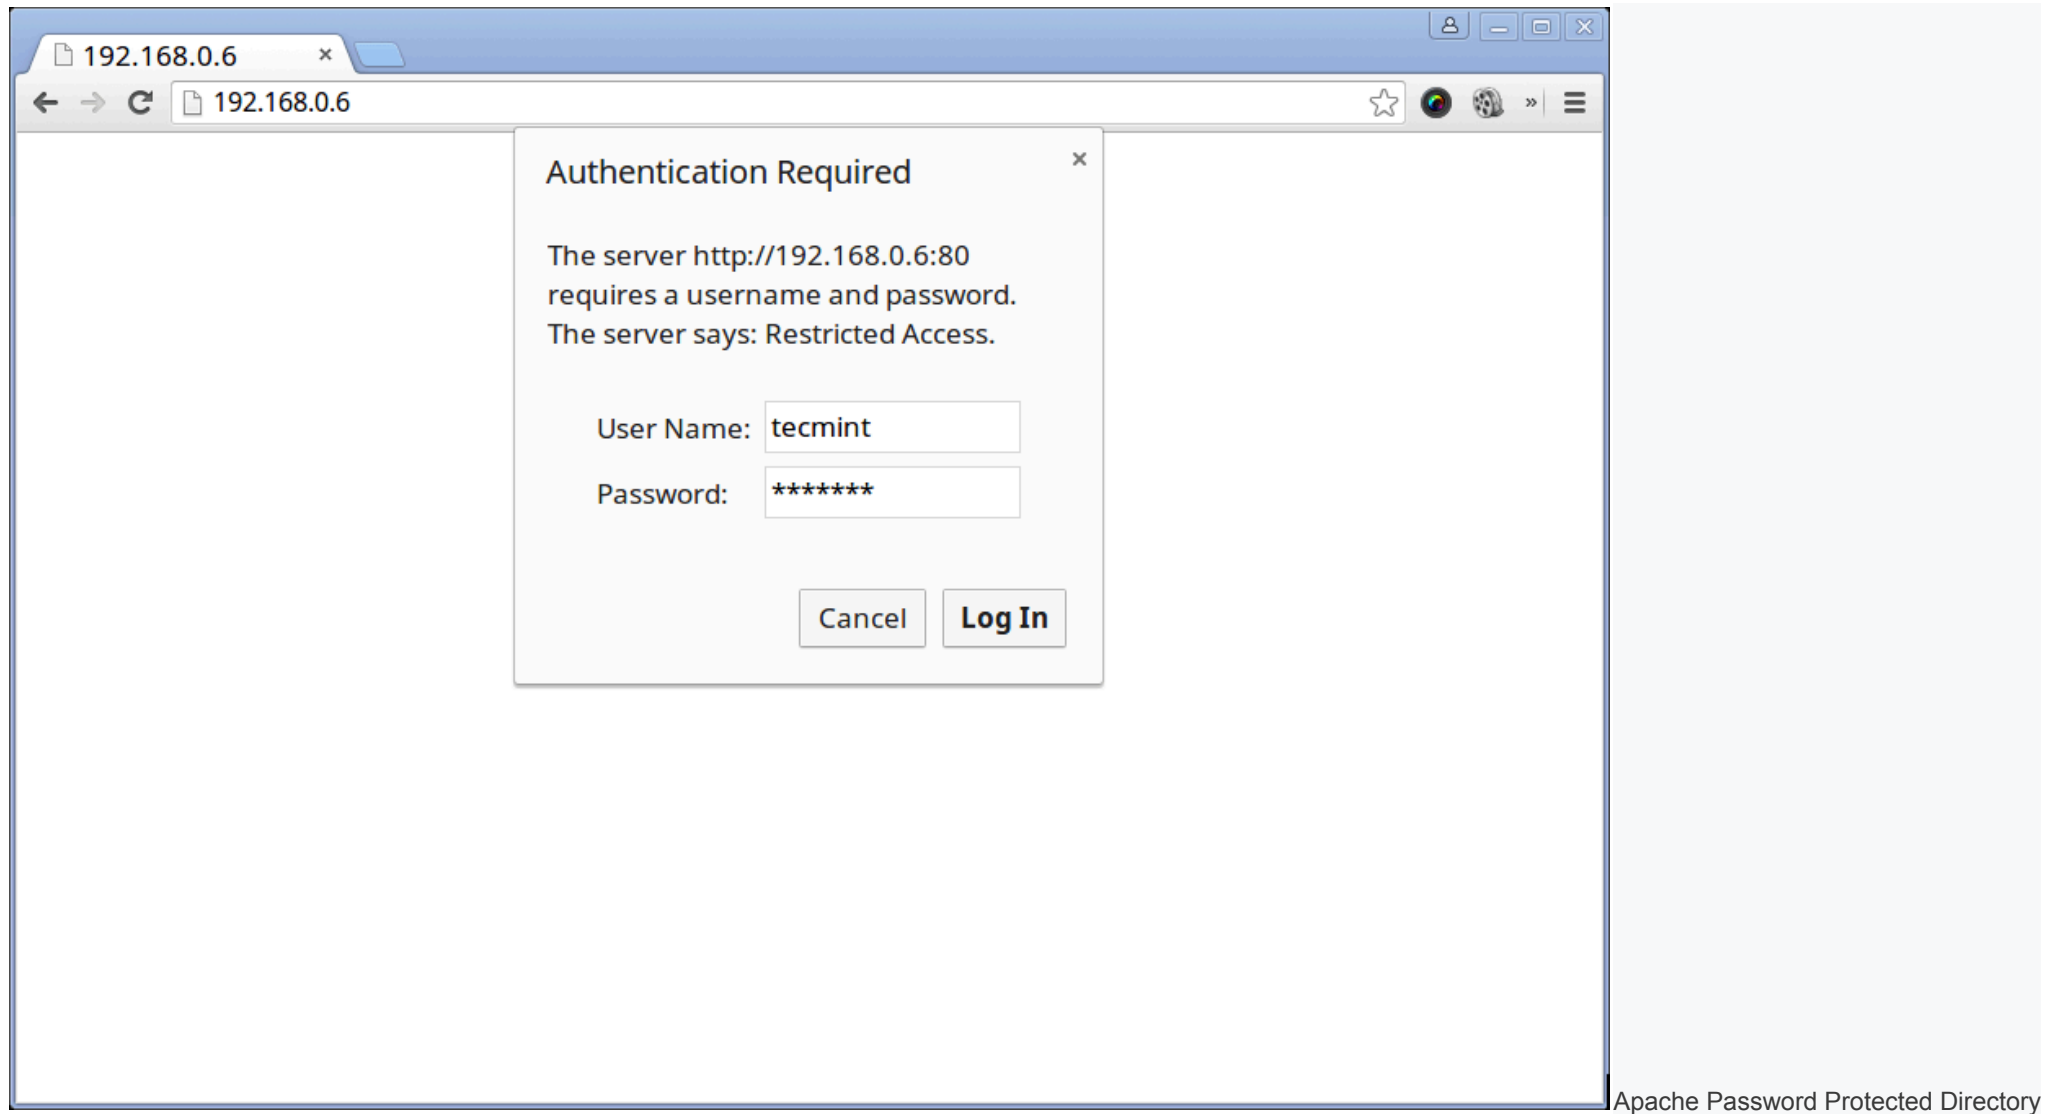 192.168.0.6
192.168.0.6
Authentication Required
The server http://192.168.0.6:80
requires a username and password.
The server says: Restricted Access.
User Name: tecmint
Password: *******
Cancel Log In
Apache Password Protected Directory